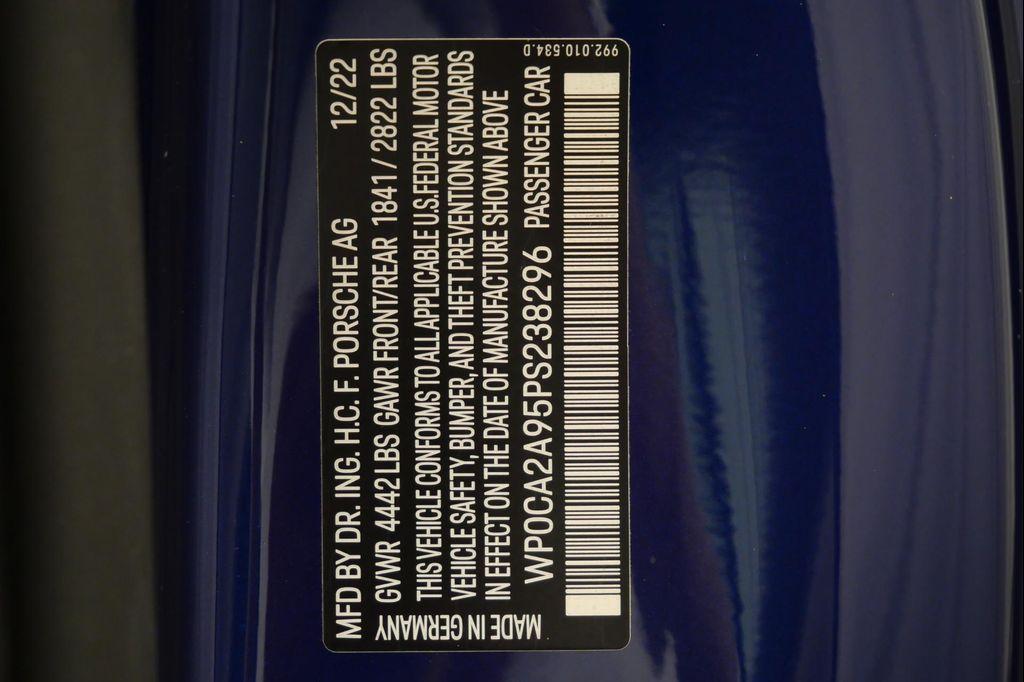 MFD BY DR. ING. H.C. F. PORSCHE AG 12/22
GVWR 4442 LBS GAWR FRONT/REAR 1841 / 2822 LBS
THIS VEHICLE CONFORMS TO ALL APPLICABLE U.S. FEDERAL MOTOR
VEHICLE SAFETY, BUMPER, AND THEFT PREVENTION STANDARDS
IN EFFECT ON THE DATE OF MANUFACTURE SHOWN ABOVE
WP0CA2A95PS238296 PASSENGER CAR
MADE IN GERMANY
992.010.534.D